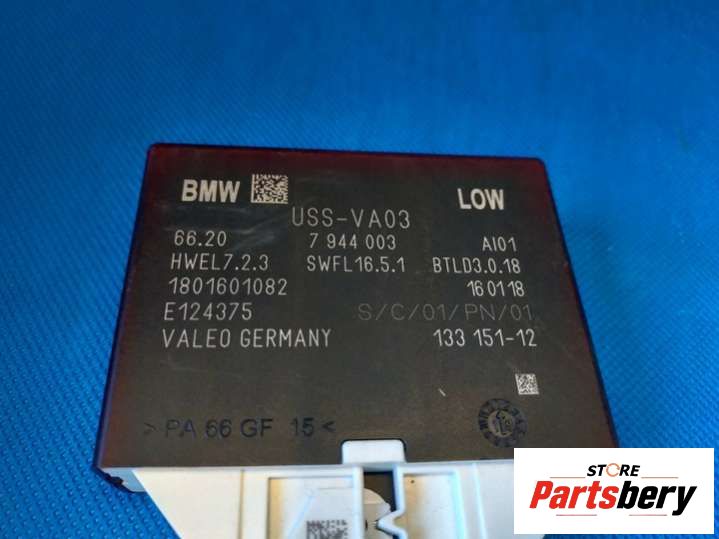 BMW LOW
USS-VA03
66.20 7 944 003 AI01
HWEL7.2.3 SWFL16.5.1 BTLD3.0.18
1801601082 160118
E124375 S/C/01/PN/01
VALEO GERMANY 133 151-12
>PA 66 GF 15<
STORE
Partsbery